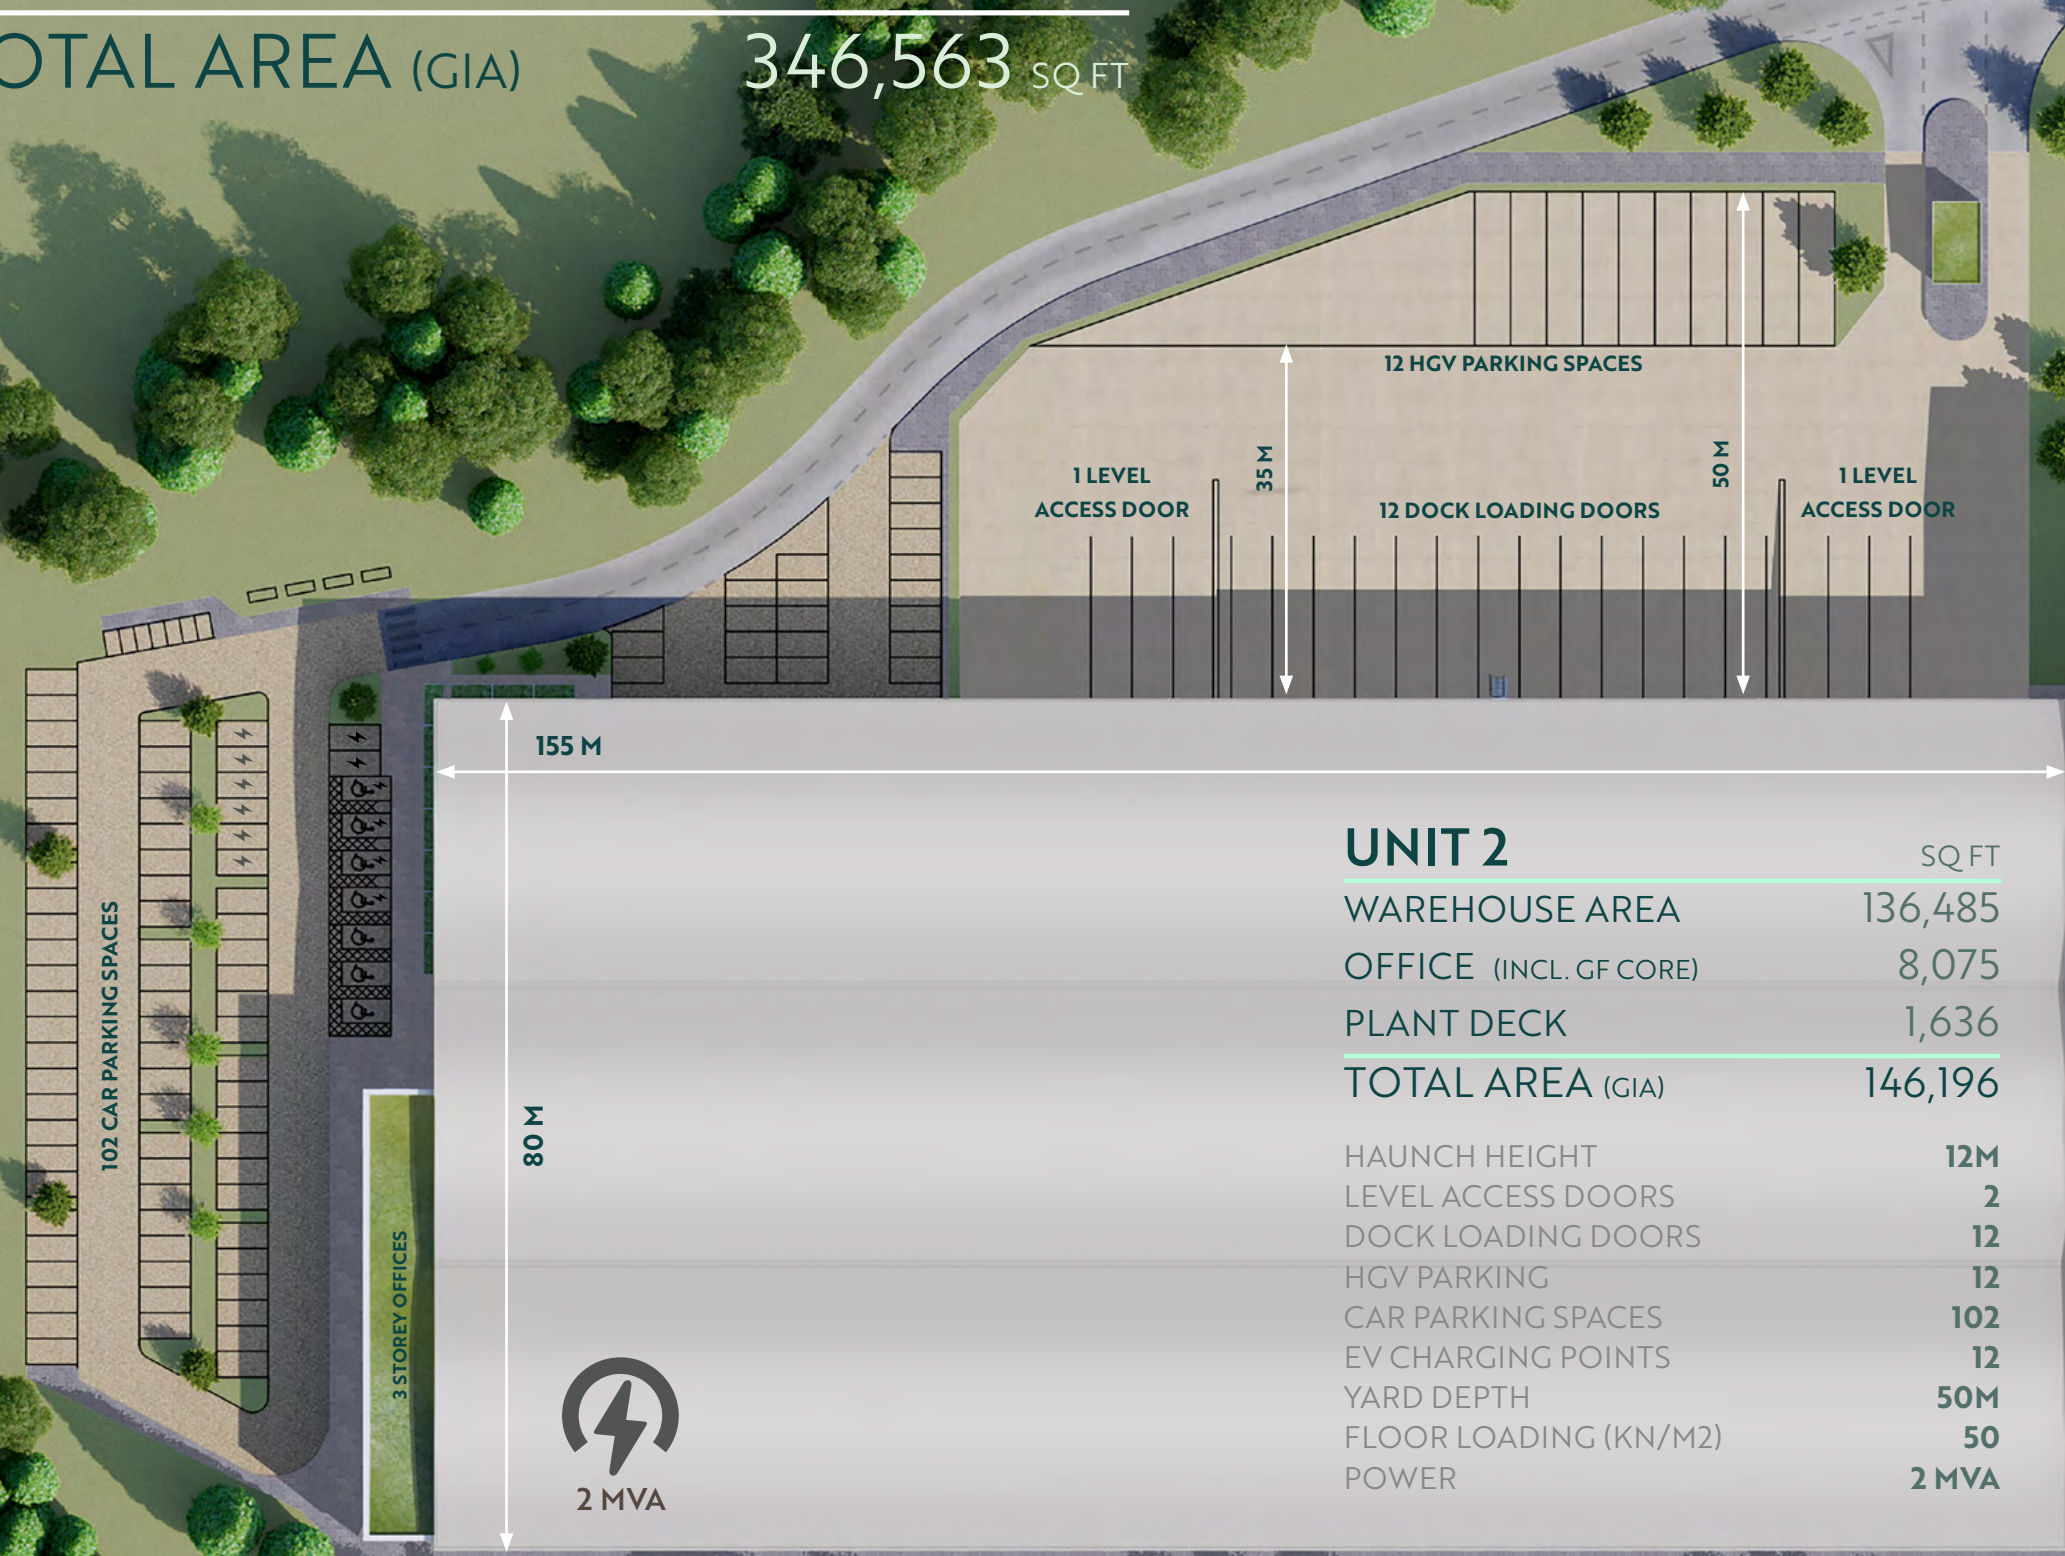 OTAL AREA (GIA) 346,563 SQ FT
12 HGV PARKING SPACES
35 M
50 M
1 LEVEL
ACCESS DOOR
12 DOCK LOADING DOORS
1 LEVEL
ACCESS DOOR
155 M
80 M
102 CAR PARKING SPACES
3 STOREY OFFICES
2 MVA
UNIT 2 SQ FT
WAREHOUSE AREA 136,485
OFFICE (INCL. GF CORE) 8,075
PLANT DECK 1,636
TOTAL AREA (GIA) 146,196
HAUNCH HEIGHT 12M
LEVEL ACCESS DOORS 2
DOCK LOADING DOORS 12
HGV PARKING 12
CAR PARKING SPACES 102
EV CHARGING POINTS 12
YARD DEPTH 50M
FLOOR LOADING (KN/M2) 50
POWER 2 MVA